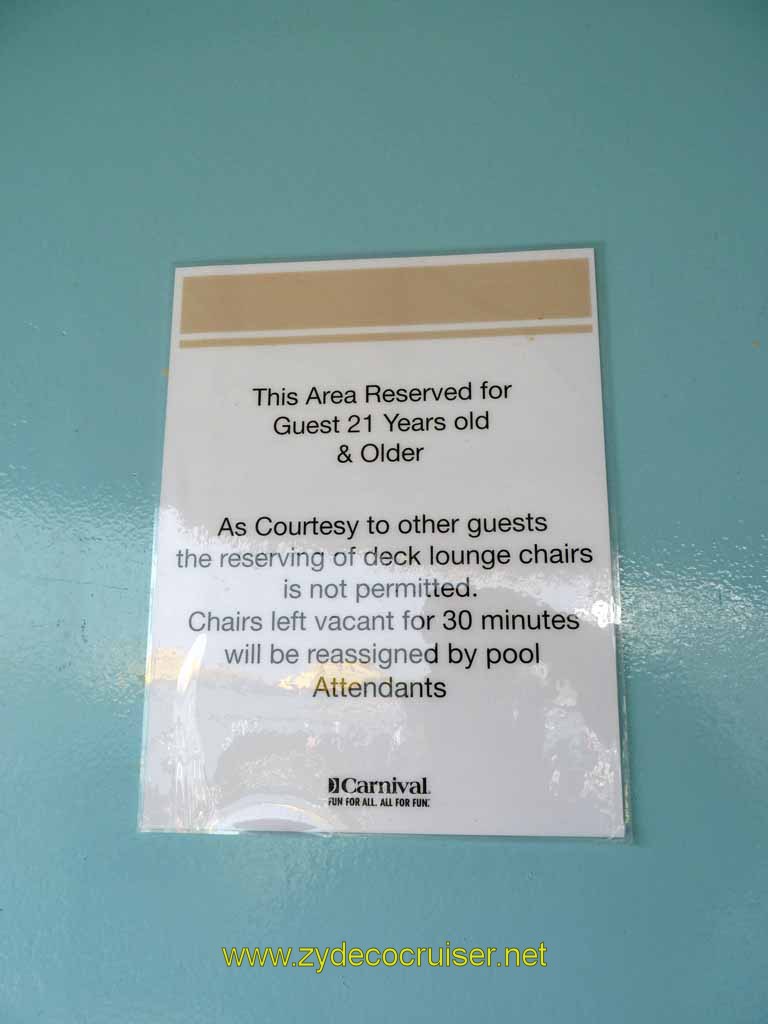 This Area Reserved for
Guest 21 Years old
& Older
As Courtesy to other guests
the reserving of deck lounge chairs
is not permitted.
Chairs left vacant for 30 minutes
will be reassigned by pool
Attendants
Carnival.
FUN FOR ALL. ALL FOR FUN.
www.zydecocruiser.net